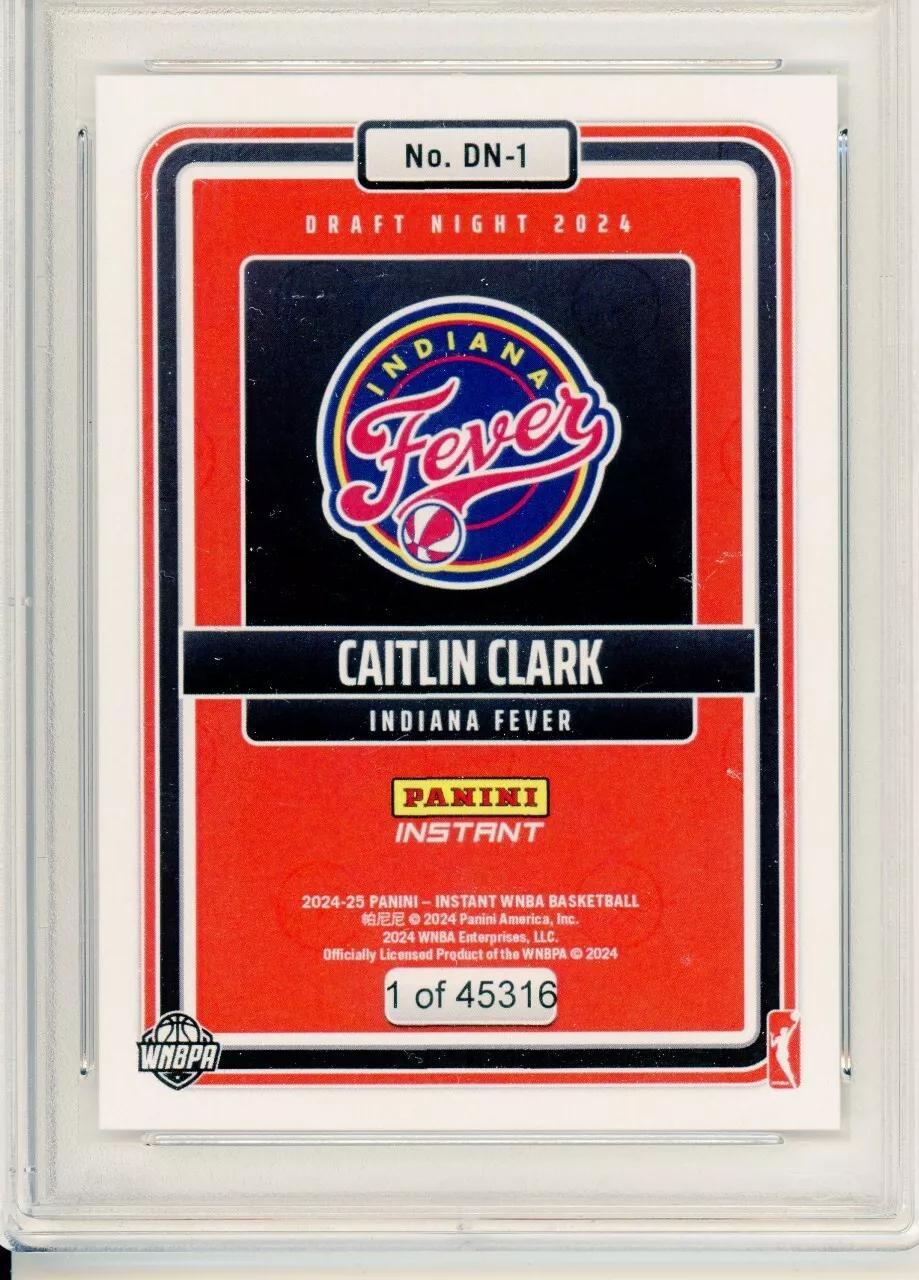 No. DN-1
DRAFT NIGHT 2024
INDIANA
Fever
CAITLIN CLARK
INDIANA FEVER
PANINI
INSTANT
2024-25 PANINI – INSTANT WNBA BASKETBALL
帕尼尼 © 2024 Panini America, Inc.
2024 WNBA Enterprises, LLC.
Officially Licensed Product of the WNBPA © 2024
1 of 45316
WNBPA